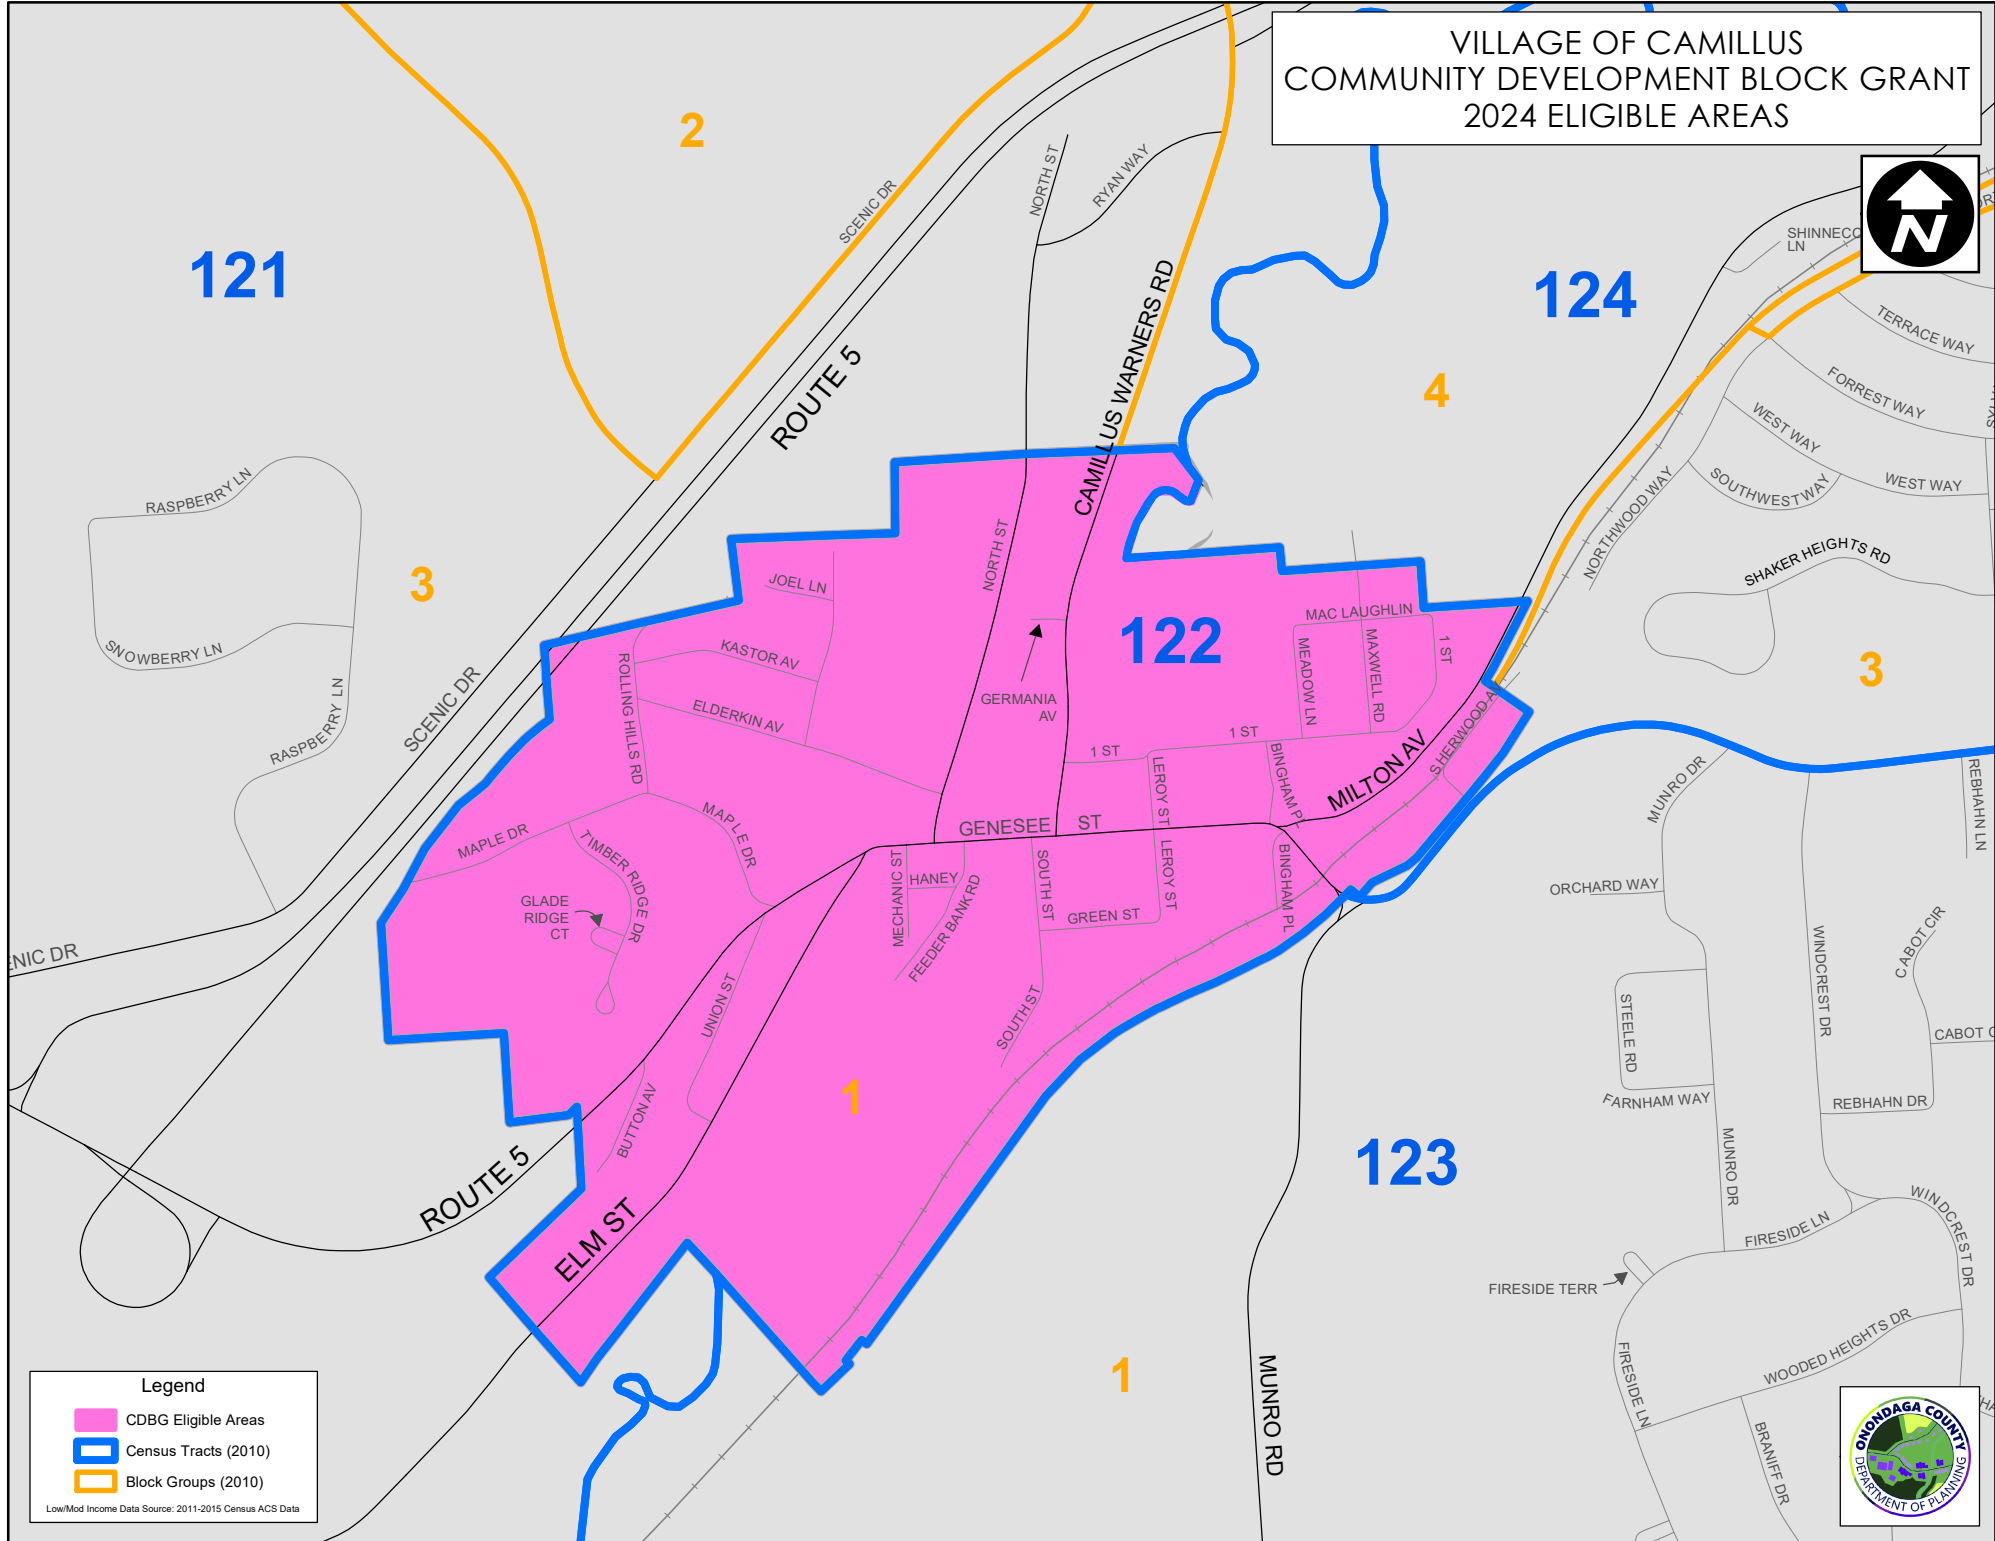 VILLAGE OF CAMILLUS
COMMUNITY DEVELOPMENT BLOCK GRANT
2024 ELIGIBLE AREAS
N
2
SCENIC DR
NORTH ST
RYAN WAY
SHINNECO
LN
121
124
CAMILLUS WARNERS RD
TERRACE WAY
ROUTE 5
4
FORREST WAY
WEST WAY
WEST WAY
SOUTHWEST WAY
NORTHWOOD WAY
RASPBERRY LN
SHAKER HEIGHTS RD
3
JOEL LN
NORTH ST
MAC LAUGHLIN
122
1 ST
SNOWBERRY LN
KASTOR AV
ROLLING HILLS RD
MEADOW LN
MAXWELL RD
3
RASPBERRY LN
SCENIC DR
ELDERKIN AV
GERMANIA
AV
1 ST
1 ST
SHERWOOD AV
MILTON AV
LEROY ST
BINGHAM PL
MUNRO DR
REBHAHN LN
MAPLE DR
MAPLE DR
GENESEE ST
TIMBER RIDGE DR
MECHANIC ST
HANEY
FEEDER BANK RD
SOUTH ST
LEROY ST
BINGHAM PL
GREEN ST
ORCHARD WAY
GLADE
RIDGE
CT
ENIC DR
UNION ST
SOUTH ST
WINDCREST DR
CABOT CIR
STEELE RD
CABOT C
1
BUTTON AV
FARNHAM WAY
REBHAHN DR
123
MUNRO DR
ROUTE 5
ELM ST
WINDCREST DR
FIRESIDE LN
FIRESIDE TERR
WOODED HEIGHTS DR
FIRESIDE LN
1
MUNRO RD
BRANIFF DR
Legend
CDBG Eligible Areas
Census Tracts (2010)
Block Groups (2010)
Low/Mod Income Data Source: 2011-2015 Census ACS Data
ONONDAGA COUNTY
DEPARTMENT OF PLANNING